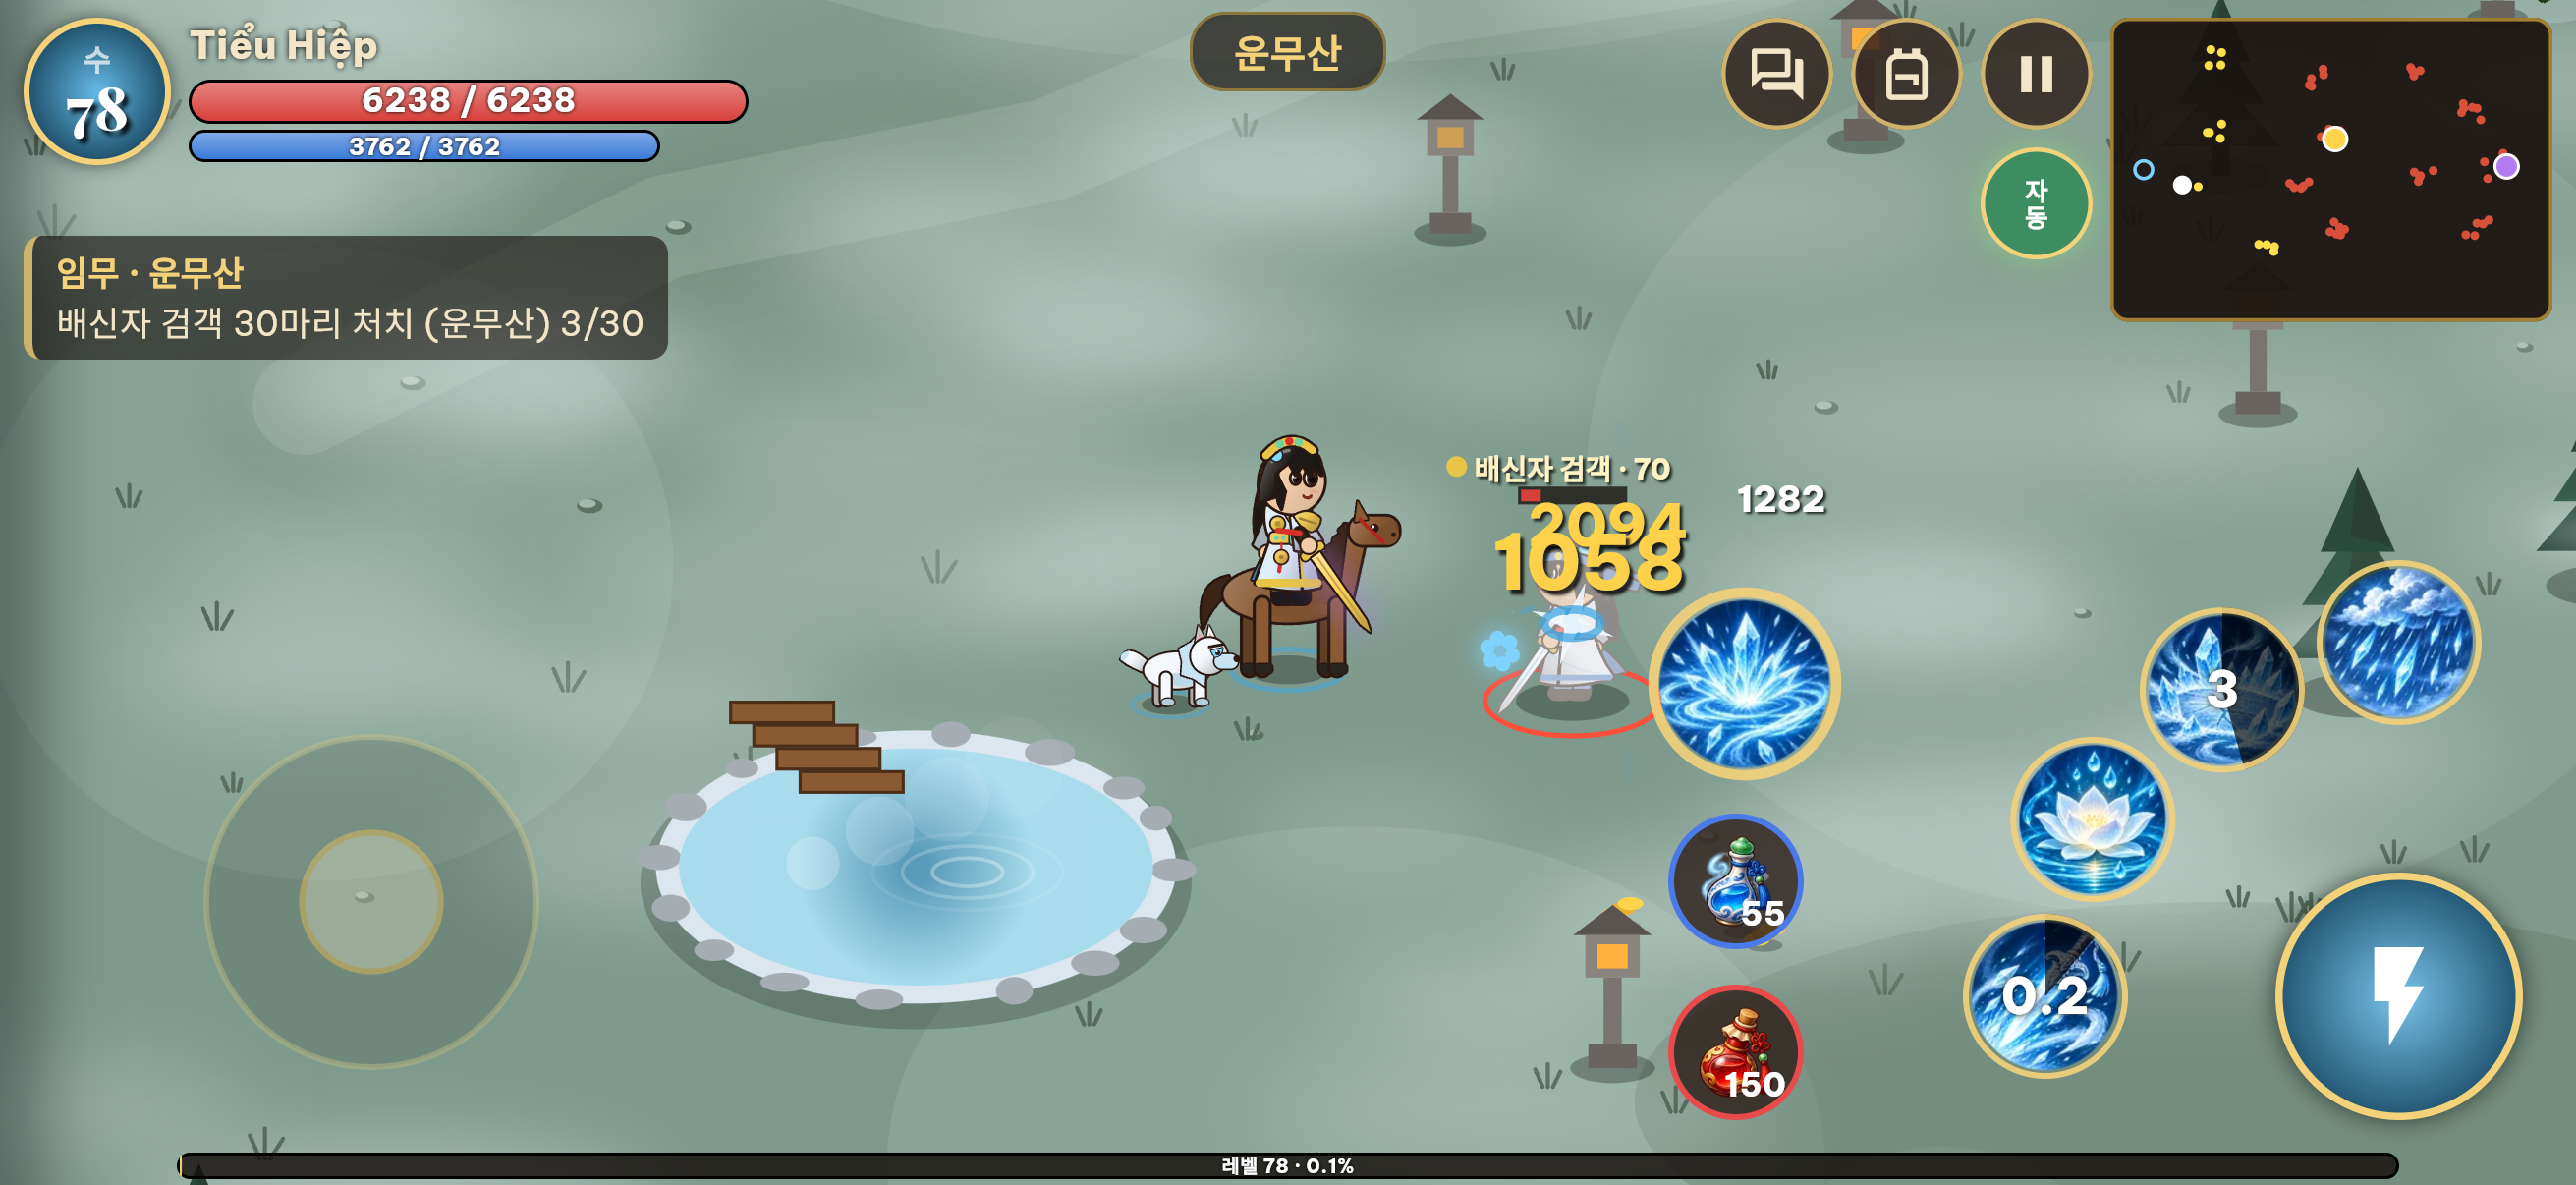 수
78
Tiểu Hiệp
6238 / 6238
3762 / 3762
운무산
자
동
임무 · 운무산
배신자 검객 30마리 처치 (운무산) 3/30
배신자 검객 · 70
2094
1058
1282
3
55
0.2
150
레벨 78 · 0.1%